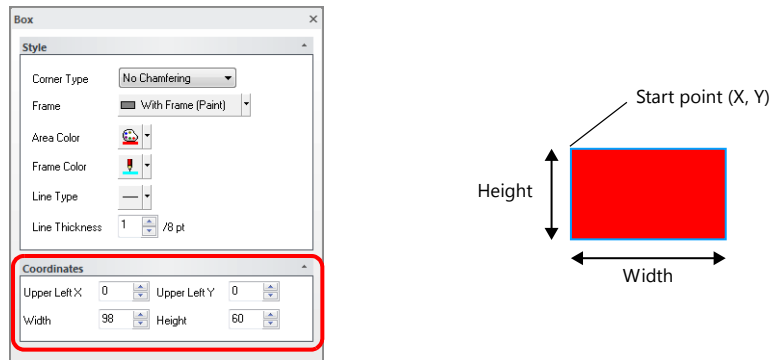 Box
Style
Corner Type No Chamfering
Frame With Frame (Paint)
Area Color
Frame Color
Line Type
Line Thickness 1 /8 pt
Coordinates
Upper Left X 0 Upper Left Y 0
Width 98 Height 60
Start point (X, Y)
Height
Width